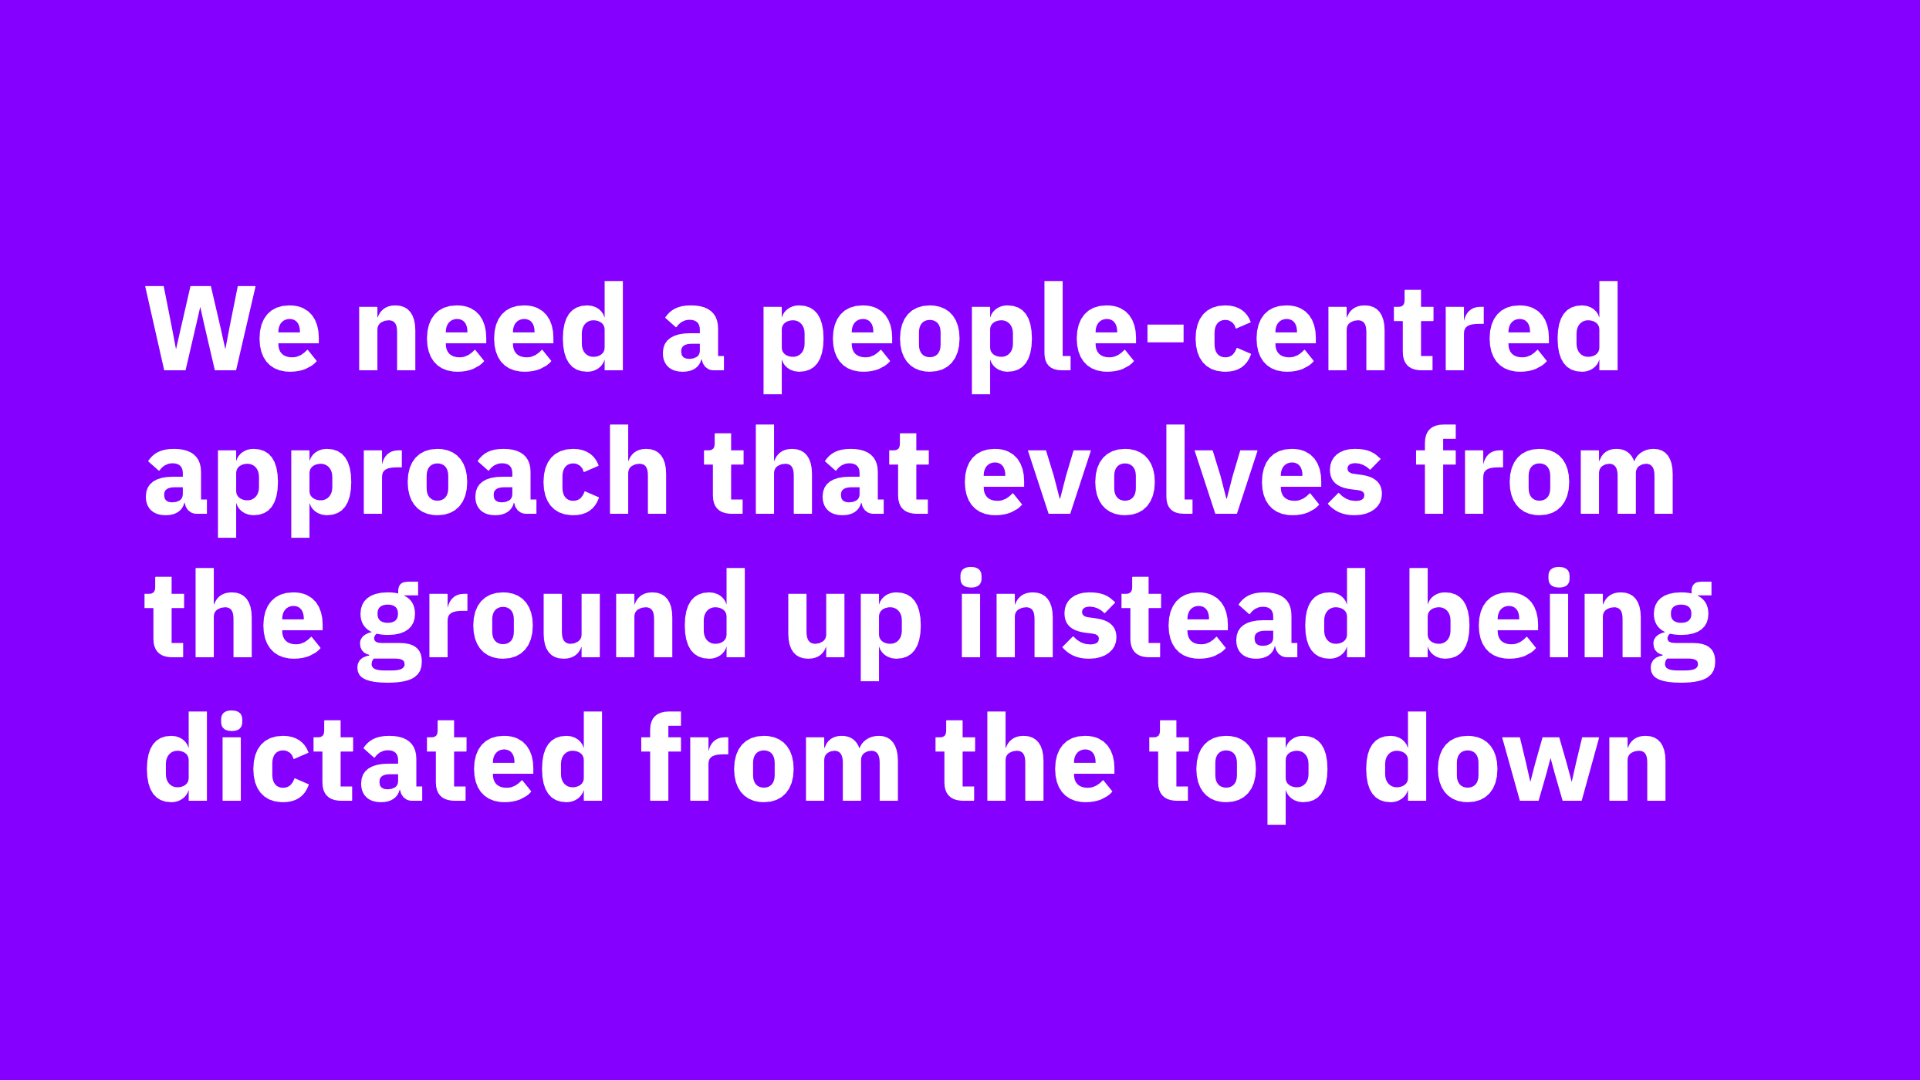 We need a people-centred
approach that evolves from
the ground up instead being
dictated from the top down